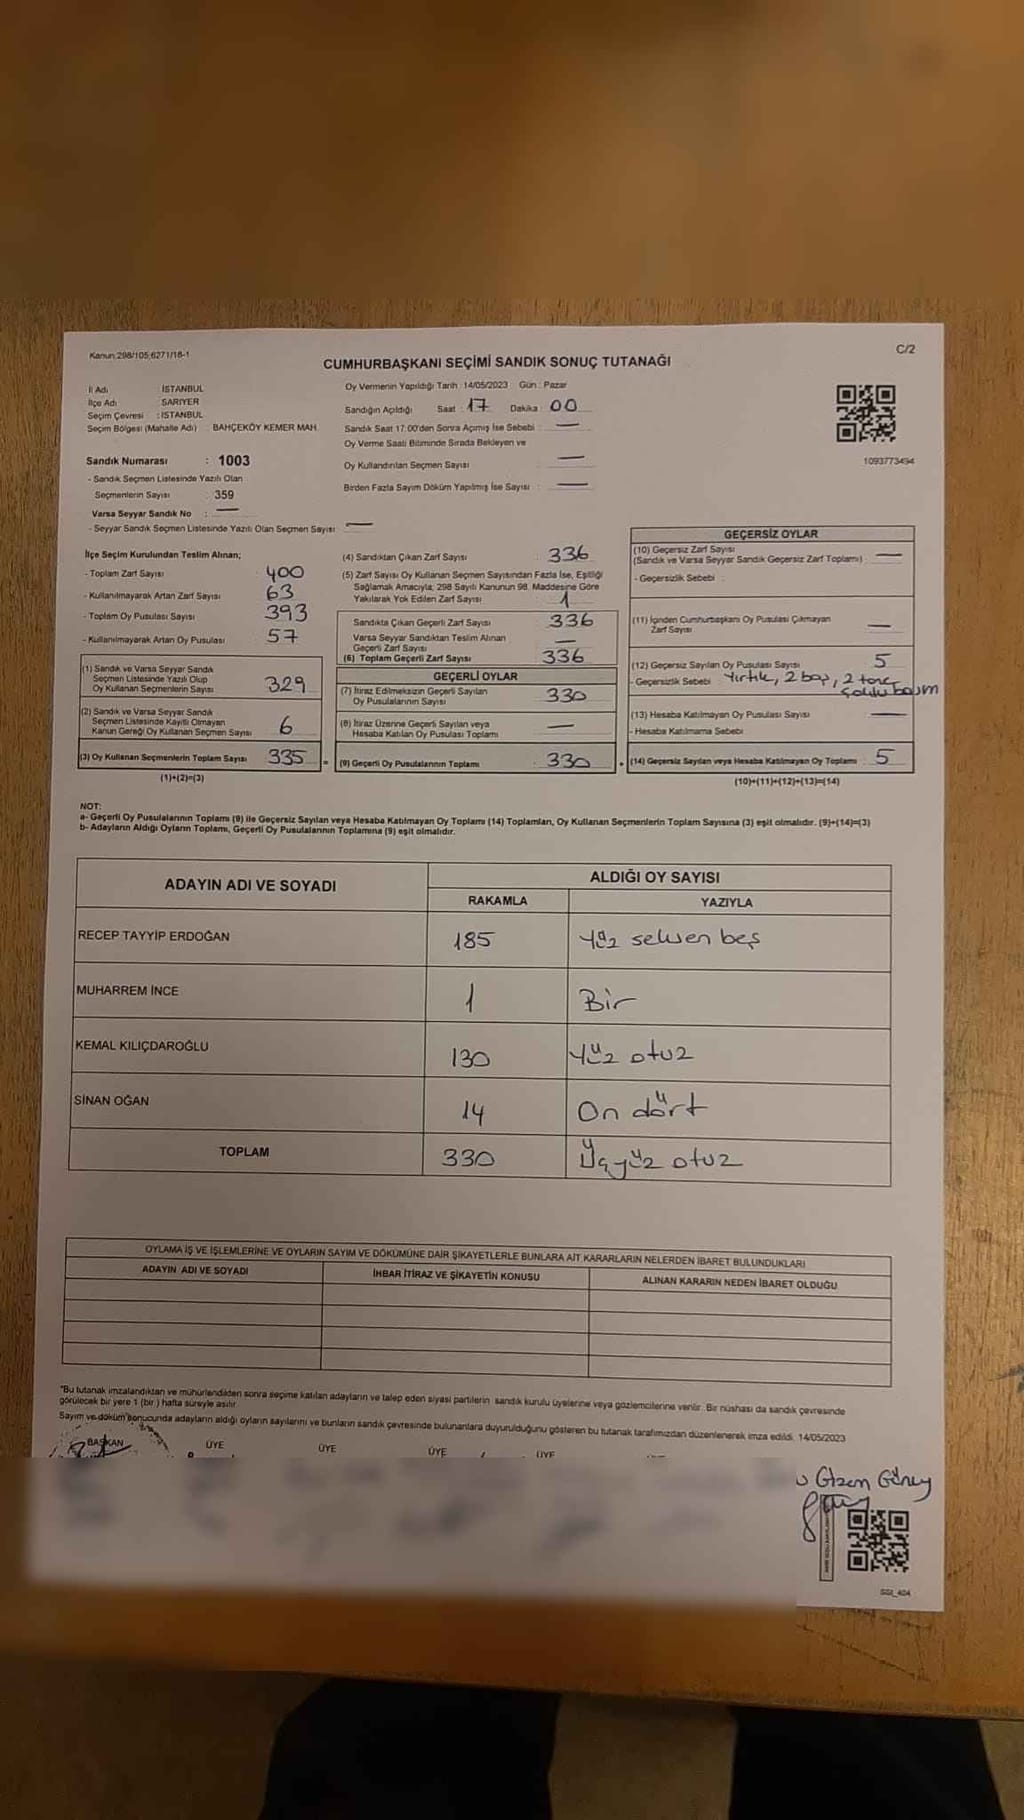 Kanun;298/105;6271/18-1
C/2
CUMHURBAŞKANI SEÇİMİ SANDIK SONUÇ TUTANAĞI
İl Adı : İSTANBUL
İlçe Adı : SARIYER
Seçim Çevresi : İSTANBUL
Seçim Bölgesi (Mahalle Adı) BAHÇEKÖY KEMER MAH.
Sandık Numarası : 1003
- Sandık Seçmen Listesinde Yazılı Olan
Seçmenlerin Sayısı : 359
Varsa Seyyar Sandık No : —
- Seyyar Sandık Seçmen Listesinde Yazılı Olan Seçmen Sayısı: —
Oy Vermenin Yapıldığı Tarih :14/05/2023 Gün : Pazar
Sandığın Açıldığı Saat : 17 Dakika : 00
Sandık Saat 17:00'den Sonra Açımış İse Sebebi : —
Oy Verme Saati Bitiminde Sırada Bekleyen ve
Oy Kullandırılan Seçmen Sayısı : —
Birden Fazla Sayım Döküm Yapılmış İse Sayısı : —
1093773494
İlçe Seçim Kurulundan Teslim Alınan;
- Toplam Zarf Sayısı : 400
- Kullanılmayarak Artan Zarf Sayısı : 63
- Toplam Oy Pusulası Sayısı : 393
- Kullanılmayarak Artan Oy Pusulası : 57
(1) Sandık ve Varsa Seyyar Sandık
Seçmen Listesinde Yazılı Olup
Oy Kullanan Seçmenlerin Sayısı : 329
(2) Sandık ve Varsa Seyyar Sandık
Seçmen Listesinde Kayıtlı Olmayan
Kanun Gereği Oy Kullanan Seçmen Sayısı : 6
(3) Oy Kullanan Seçmenlerin Toplam Sayısı : 335
(1)+(2)=(3)
(4) Sandıktan Çıkan Zarf Sayısı : 336
(5) Zarf Sayısı Oy Kullanan Seçmen Sayısından Fazla İse, Eşitliği
Sağlamak Amacıyla; 298 Sayılı Kanunun 98. Maddesine Göre
Yakılarak Yok Edilen Zarf Sayısı : 1
Sandıkta Çıkan Geçerli Zarf Sayısı : 336
Varsa Seyyar Sandıktan Teslim Alınan
Geçerli Zarf Sayısı : —
(6) Toplam Geçerli Zarf Sayısı : 336
GEÇERLİ OYLAR
(7) İtiraz Edilmeksizin Geçerli Sayılan
Oy Pusulalarının Sayısı : 330
(8) İtiraz Üzerine Geçerli Sayılan veya
Hesaba Katılan Oy Pusulası Toplamı : —
(9) Geçerli Oy Pusulalarının Toplamı : 330
GEÇERSİZ OYLAR
(10) Geçersiz Zarf Sayısı
(Sandık ve Varsa Seyyar Sandık Geçersiz Zarf Toplamı) : —
- Geçersizlik Sebebi :
(11) İçinden Cumhurbaşkanı Oy Pusulası Çıkmayan
Zarf Sayısı : —
(12) Geçersiz Sayılan Oy Pusulası Sayısı : 5
- Geçersizlik Sebebi : Yırtık, 2 boş, 2 tane
(13) Hesaba Katılmayan Oy Pusulası Sayısı : —
- Hesaba Katılmama Sebebi
(14) Geçersiz Sayılan veya Hesaba Katılmayan Oy Toplamı : 5
(10)+(11)+(12)+(13)=(14)
NOT:
a- Geçerli Oy Pusulalarının Toplamı (9) ile Geçersiz Sayılan veya Hesaba Katılmayan Oy Toplamı (14) Toplamları, Oy Kullanan Seçmenlerin Toplam Sayısına (3) eşit olmalıdır. (9)+(14)=(3)
b- Adayların Aldığı Oyların Toplamı, Geçerli Oy Pusulalarının Toplamına (9) eşit olmalıdır.
ADAYIN ADI VE SOYADI ALDIĞI OY SAYISI
RAKAMLA YAZIYLA
RECEP TAYYİP ERDOĞAN 185 Yüz seksen beş
MUHARREM İNCE 1 Bir
KEMAL KILIÇDAROĞLU 130 Yüz otuz
SİNAN OĞAN 14 On dört
TOPLAM 330 Üçyüz otuz
OYLAMA İŞ VE İŞLEMLERİNE VE OYLARIN SAYIM VE DÖKÜMÜNE DAİR ŞİKAYETLERLE BUNLARA AİT KARARLARIN NELERDEN İBARET BULUNDUKLARI
ADAYIN ADI VE SOYADI İHBAR İTİRAZ VE ŞİKAYETİN KONUSU ALINAN KARARIN NEDEN İBARET OLDUĞU
*Bu tutanak imzalandıktan ve mühürlendikten sonra seçime katılan adayların ve talep eden siyasi partilerin sandık kurulu üyelerine veya gözlemcilerine verilir. Bir nüshası da sandık çevresinde
görülecek bir yere 1 (bir) hafta süreyle asılır.
Sayım ve döküm sonucunda adayların aldığı oyların sayılarını ve bunların sandık çevresinde bulunanlara duyurulduğunu gösteren bu tutanak tarafımızdan düzenlenerek imza edildi. 14/05/2023
BAŞKAN ÜYE ÜYE ÜYE ÜYE
Gizem Güney
SSI_404